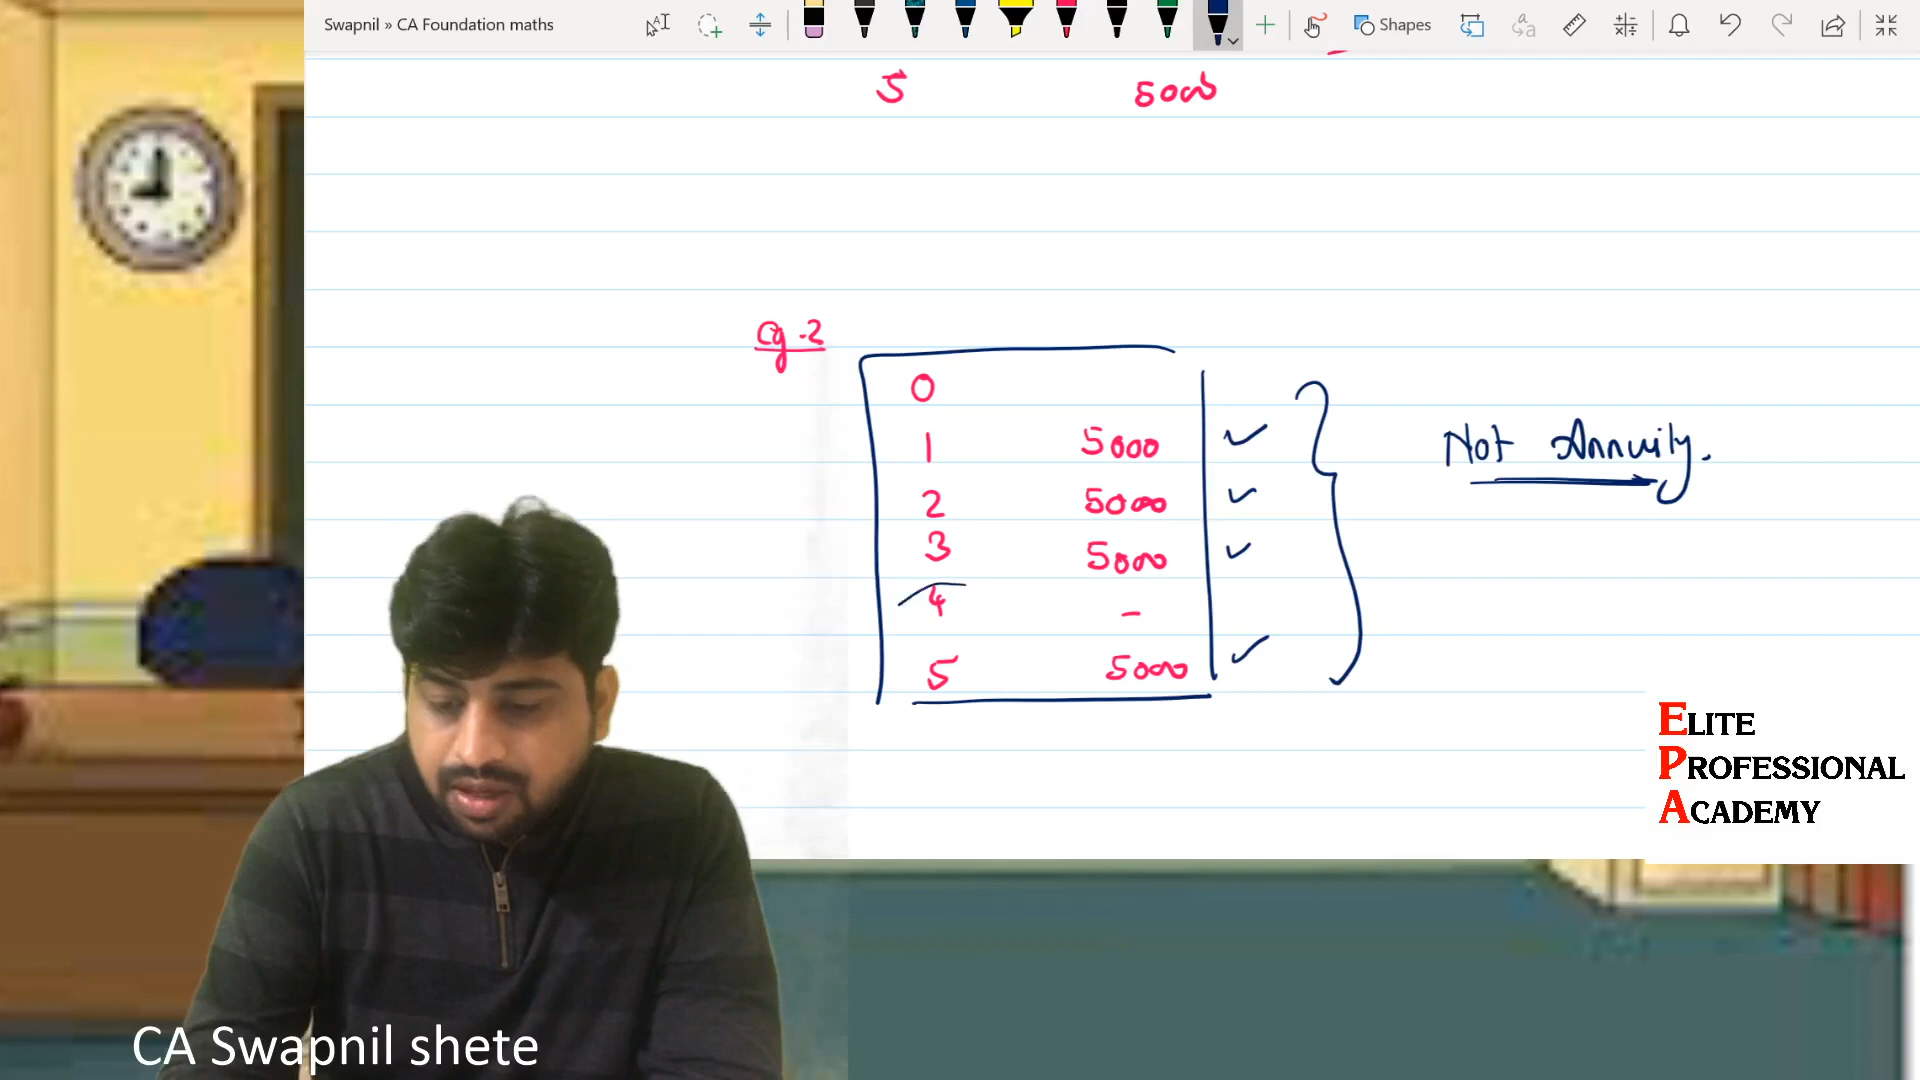 Swapnil » CA Foundation maths
Shapes
5 5000
Eg-2
0
1 5000
2 5000
3 5000
4 -
5 5000
Not Annuity.
ELITE
PROFESSIONAL
ACADEMY
CA Swapnil shete